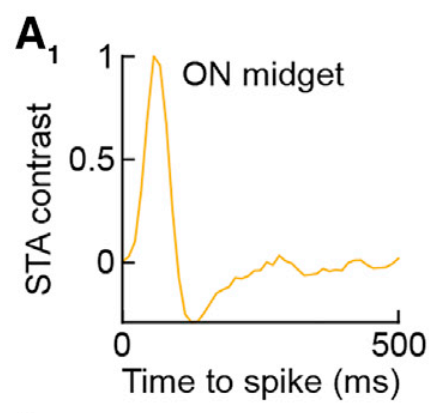 A1
ON midget
STA contrast
1
0.5
0
0
500
Time to spike (ms)